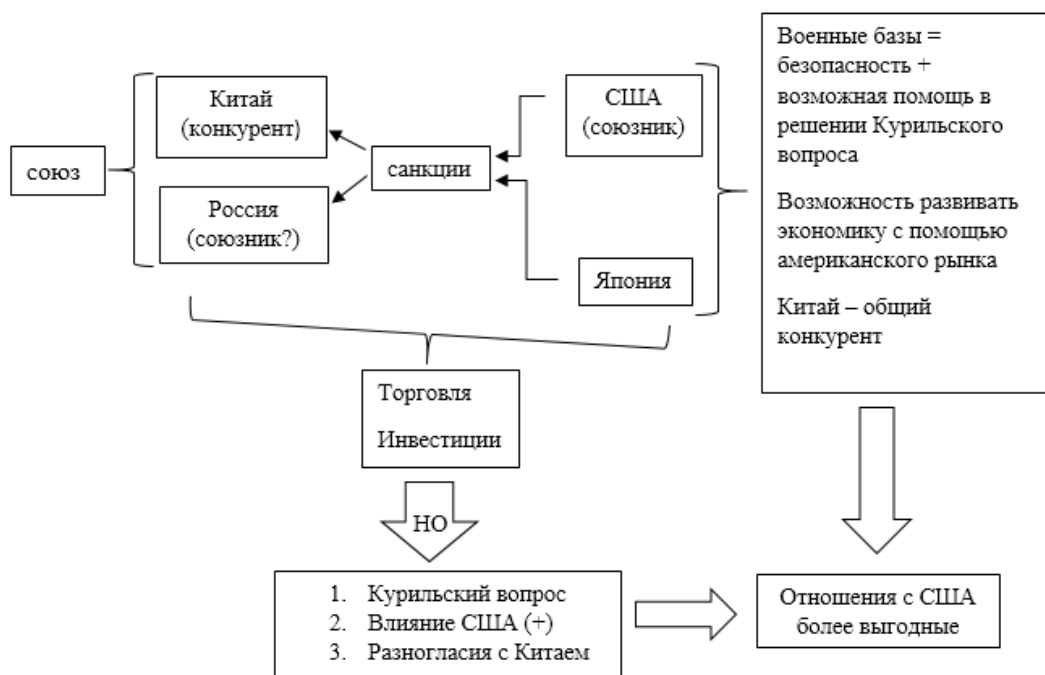 союз
Китай
(конкурент)
Россия
(союзник?)
санкции
США
(союзник)
Япония
Военные базы =
безопасность +
возможная помощь в
решении Курильского
вопроса
Возможность развивать
экономику с помощью
американского рынка
Китай – общий
конкурент
Торговля
Инвестиции
НО
1. Курильский вопрос
2. Влияние США (+)
3. Разногласия с Китаем
Отношения с США
более выгодные